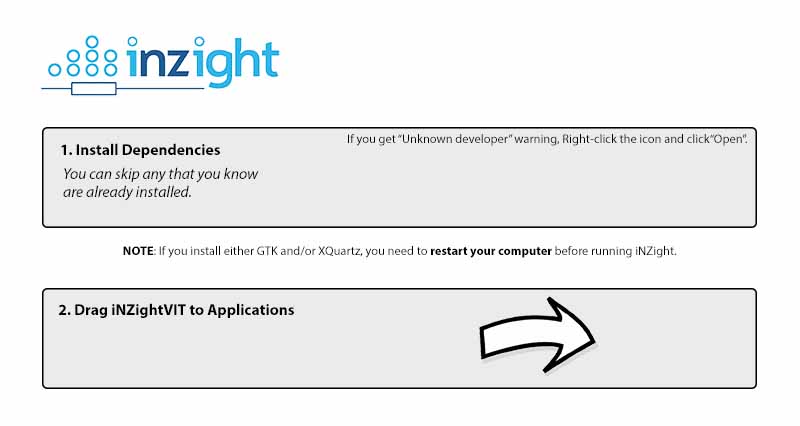 inzight
If you get “Unknown developer” warning, Right-click the icon and click“Open”.
1. Install Dependencies
You can skip any that you know
are already installed.
NOTE: If you install either GTK and/or XQuartz, you need to restart your computer before running iNZight.
2. Drag iNZightVIT to Applications